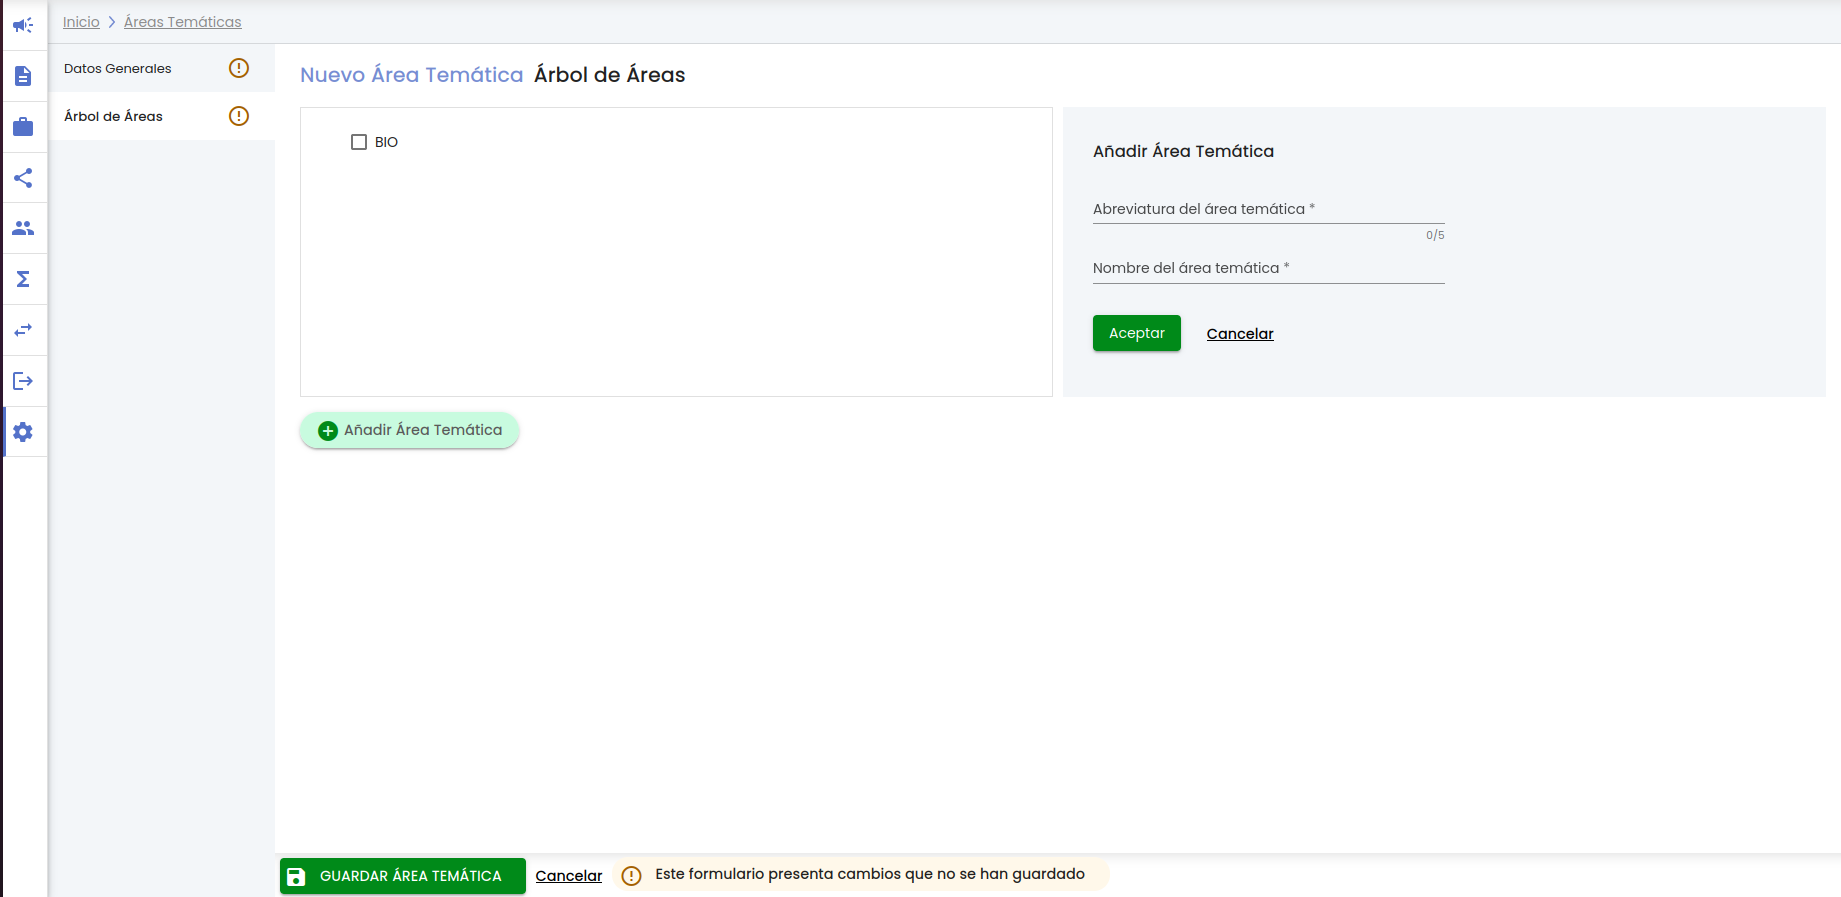 Inicio > Áreas Temáticas
Datos Generales
Árbol de Áreas
Nuevo Área Temática Árbol de Áreas
BIO
Añadir Área Temática
Añadir Área Temática
Abreviatura del área temática *
0/5
Nombre del área temática *
Aceptar Cancelar
GUARDAR ÁREA TEMÁTICA Cancelar Este formulario presenta cambios que no se han guardado